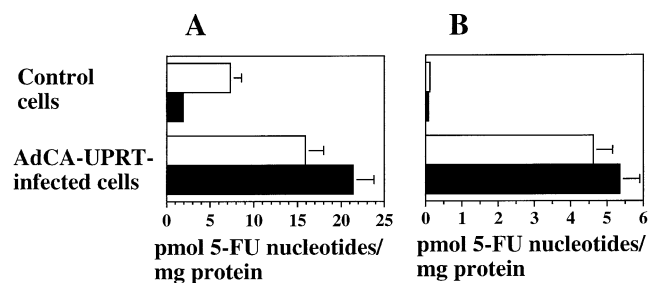 A
B
Control
cells
AdCA-UPRT-
infected cells
0 5 10 15 20 25
0 1 2 3 4 5 6
pmol 5-FU nucleotides/
mg protein
pmol 5-FU nucleotides/
mg protein